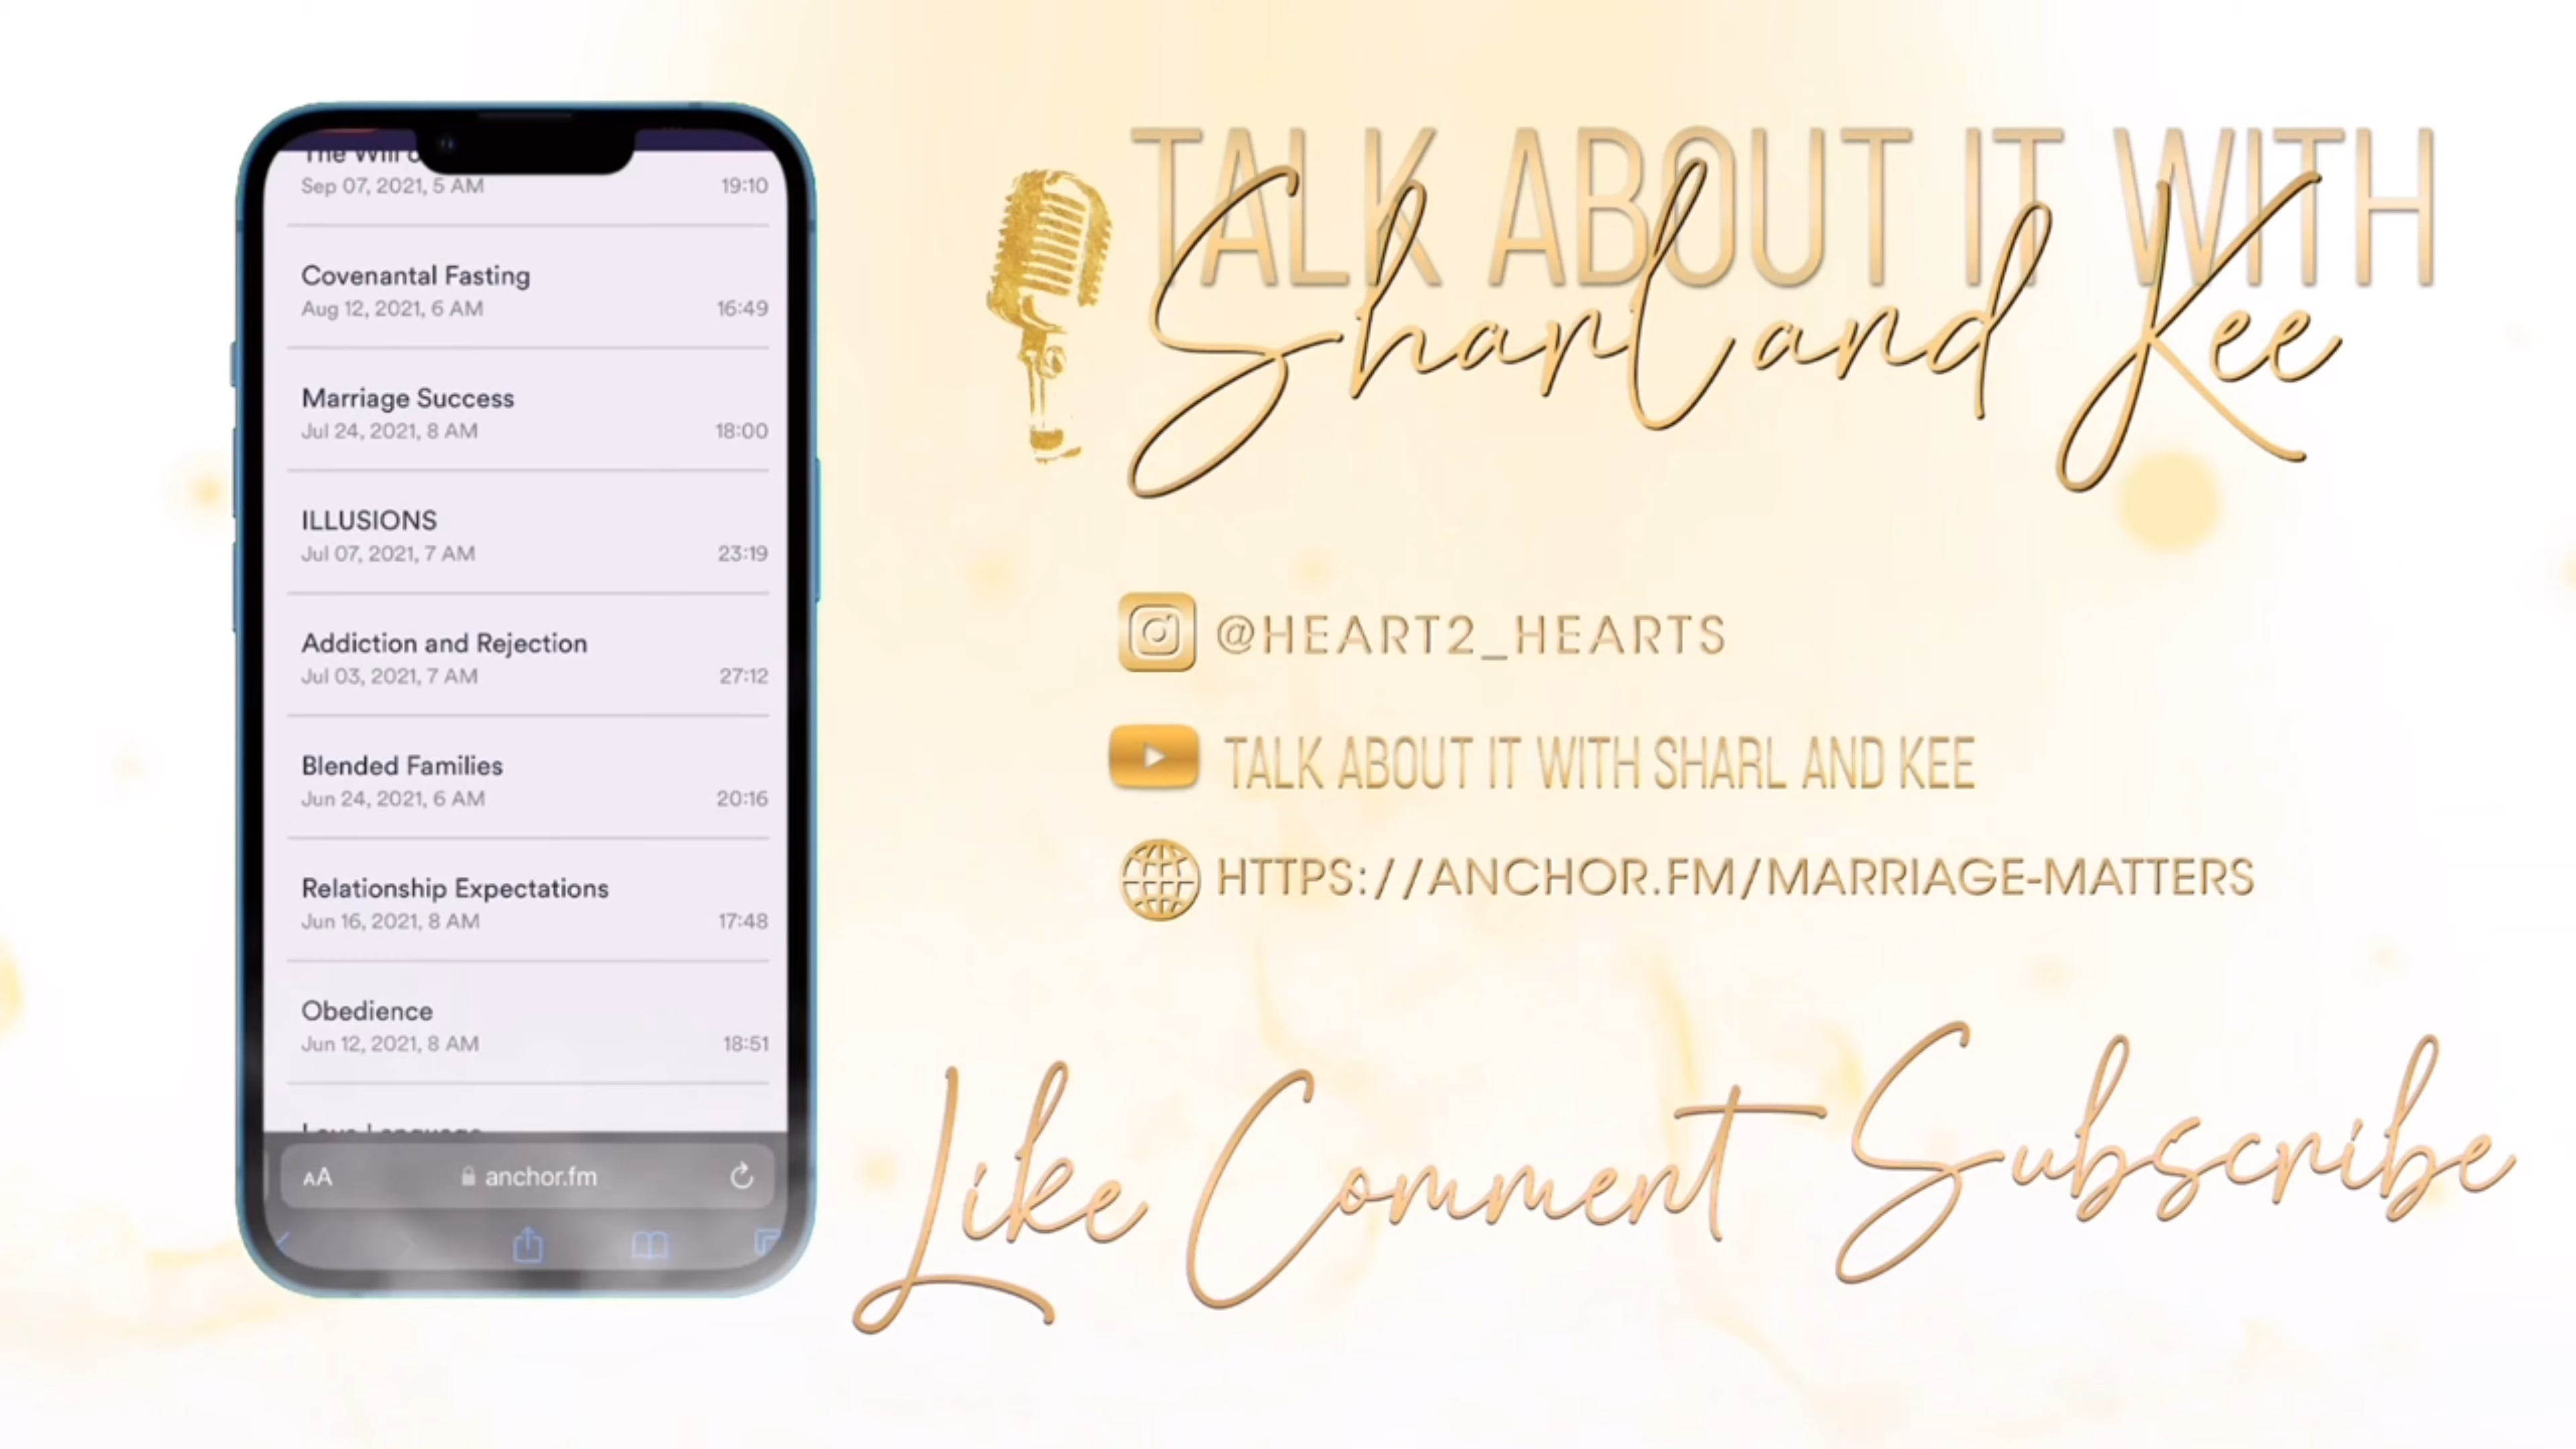 The Will o
Sep 07, 2021, 5 AM 19:10
Covenantal Fasting
Aug 12, 2021, 6 AM 16:49
Marriage Success
Jul 24, 2021, 8 AM 18:00
ILLUSIONS
Jul 07, 2021, 7 AM 23:19
Addiction and Rejection
Jul 03, 2021, 7 AM 27:12
Blended Families
Jun 24, 2021, 6 AM 20:16
Relationship Expectations
Jun 16, 2021, 8 AM 17:48
Obedience
Jun 12, 2021, 8 AM 18:51
Love Language
AA anchor.fm
TALK ABOUT IT WITH
Sharl and Kee
@HEART2_HEARTS
TALK ABOUT IT WITH SHARL AND KEE
HTTPS://ANCHOR.FM/MARRIAGE-MATTERS
Like Comment Subscribe